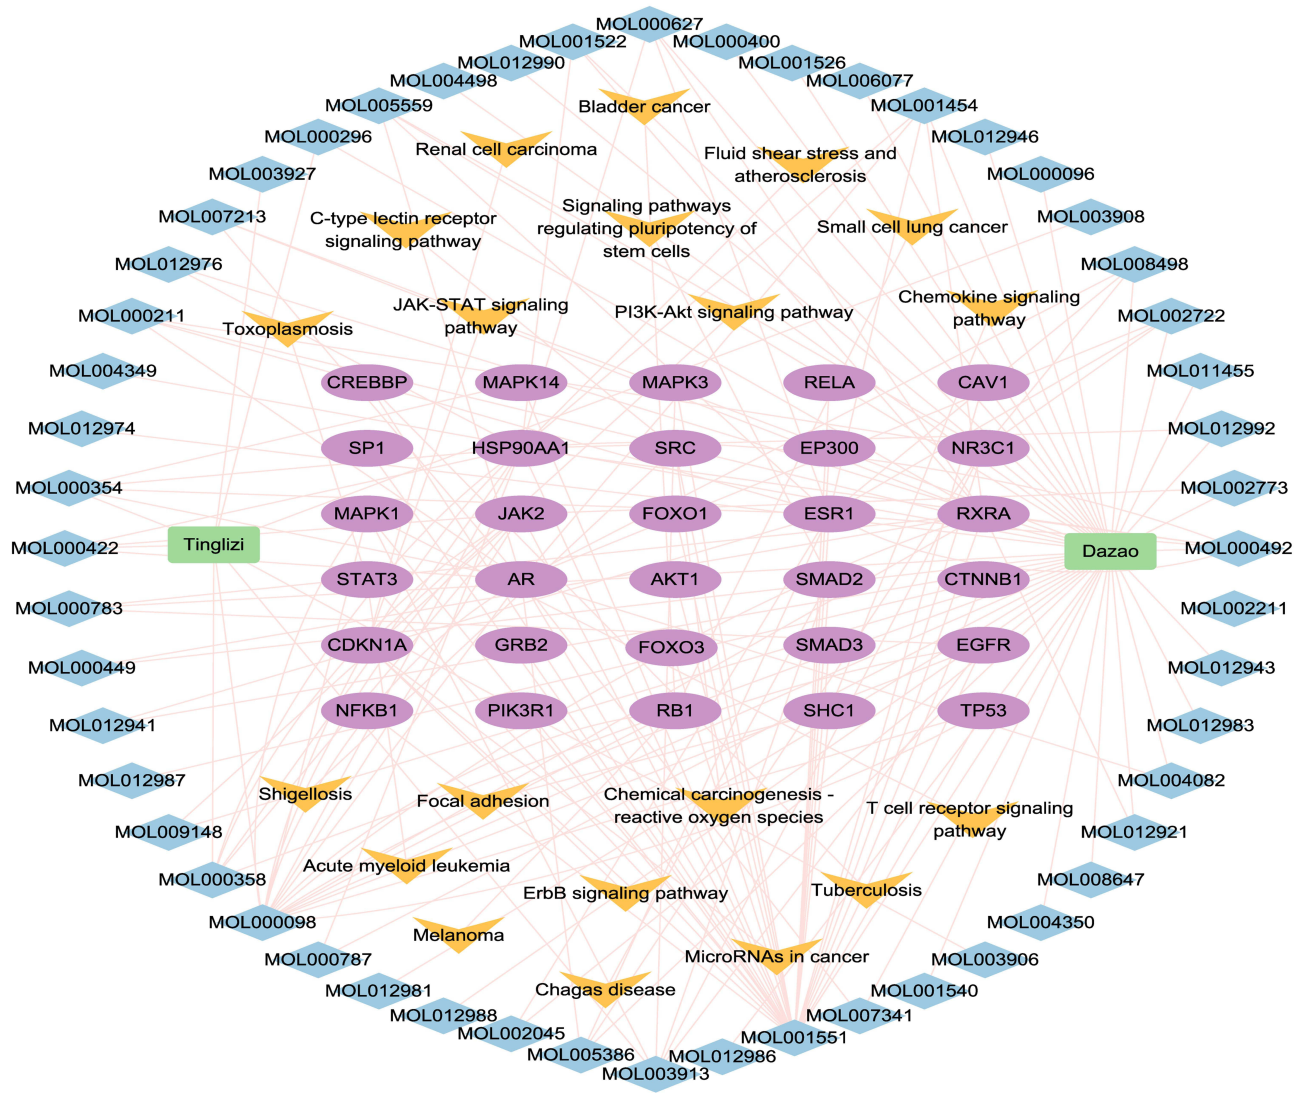 MOL000627
MOL001522
MOL000400
MOL012990
MOL001526
MOL004498
MOL006077
MOL005559
MOL001454
Bladder cancer
MOL000296
MOL012946
Renal cell carcinoma
Fluid shear stress and
atherosclerosis
MOL003927
MOL000096
MOL007213
MOL003908
C-type lectin receptor
signaling pathway
Signaling pathways
regulating pluripotency of
stem cells
Small cell lung cancer
MOL012976
MOL008498
MOL000211
JAK-STAT signaling
pathway
PI3K-Akt signaling pathway
Chemokine signaling
pathway
MOL002722
Toxoplasmosis
MOL004349
MOL011455
CREBBP
MAPK14
MAPK3
RELA
CAV1
MOL012974
MOL012992
SP1
HSP90AA1
SRC
EP300
NR3C1
MOL000354
MOL002773
MAPK1
JAK2
FOXO1
ESR1
RXRA
MOL000422
Tinglizi
Dazao
MOL000492
STAT3
AR
AKT1
SMAD2
CTNNB1
MOL000783
MOL002211
CDKN1A
GRB2
FOXO3
SMAD3
EGFR
MOL000449
MOL012943
NFKB1
PIK3R1
RB1
SHC1
TP53
MOL012941
MOL012983
MOL012987
MOL004082
Shigellosis
Focal adhesion
Chemical carcinogenesis -
reactive oxygen species
T cell receptor signaling
pathway
MOL009148
MOL012921
Acute myeloid leukemia
MOL000358
MOL008647
ErbB signaling pathway
Tuberculosis
MOL000098
MOL004350
Melanoma
MOL000787
MicroRNAs in cancer
MOL003906
MOL012981
Chagas disease
MOL001540
MOL012988
MOL007341
MOL002045
MOL001551
MOL005386
MOL012986
MOL003913